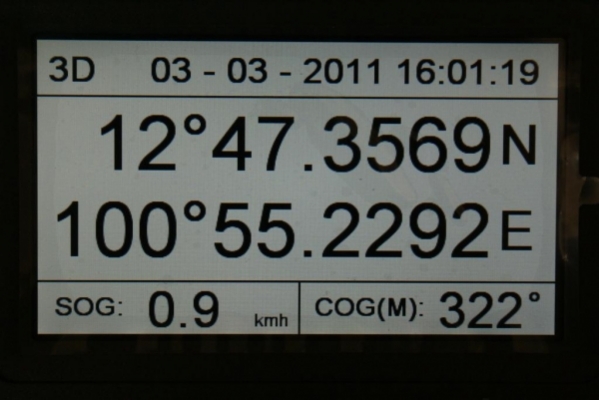 3D 03 - 03 - 2011 16:01:19
12°47.3569N
100°55.2292E
SOG: 0.9 kmh COG(M): 322°